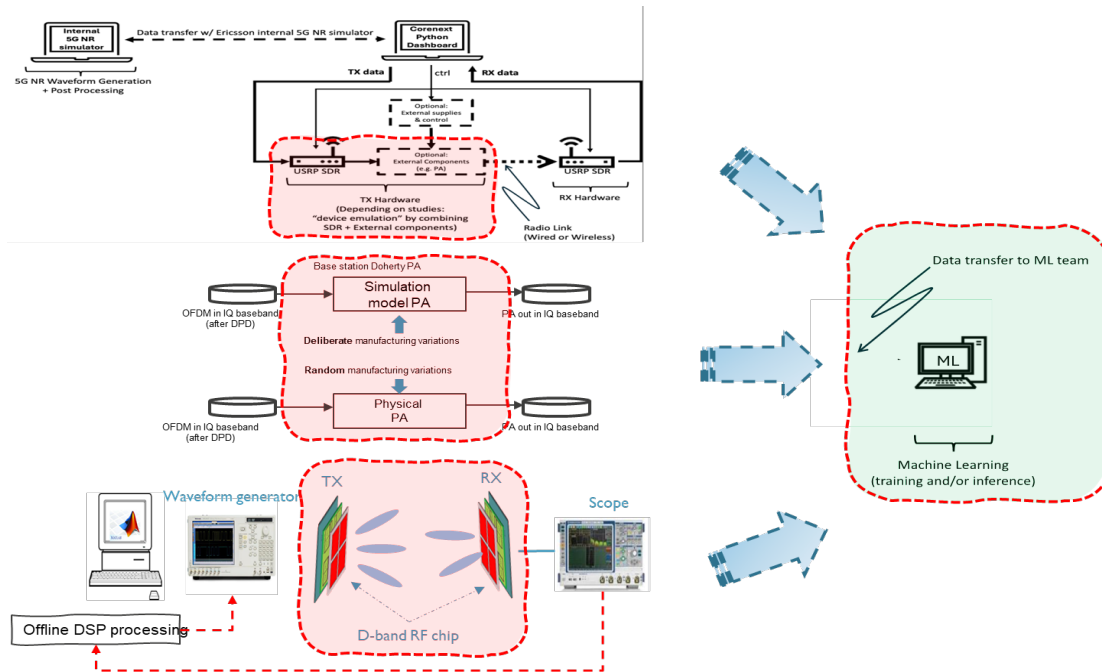 Internal
5G NR
simulator
Data transfer w/ Ericsson internal 5G NR simulator
Corenext
Python
Dashboard
5G NR Waveform Generation
+ Post Processing
TX data
ctrl
RX data
Optional:
External supplies
& control
USRP SDR
Optional:
External Components
(e.g. PA)
USRP SDR
TX Hardware
(Depending on studies:
"device emulation" by combining
SDR + External components)
RX Hardware
Radio Link
(Wired or Wireless)
Base station Doherty PA
OFDM in IQ baseband
(after DPD)
Simulation
model PA
PA out in IQ baseband
Deliberate manufacturing variations
Random manufacturing variations
OFDM in IQ baseband
(after DPD)
Physical
PA
PA out in IQ baseband
Waveform generator
TX
RX
Scope
D-band RF chip
Offline DSP processing
Data transfer to ML team
ML
Machine Learning
(training and/or inference)